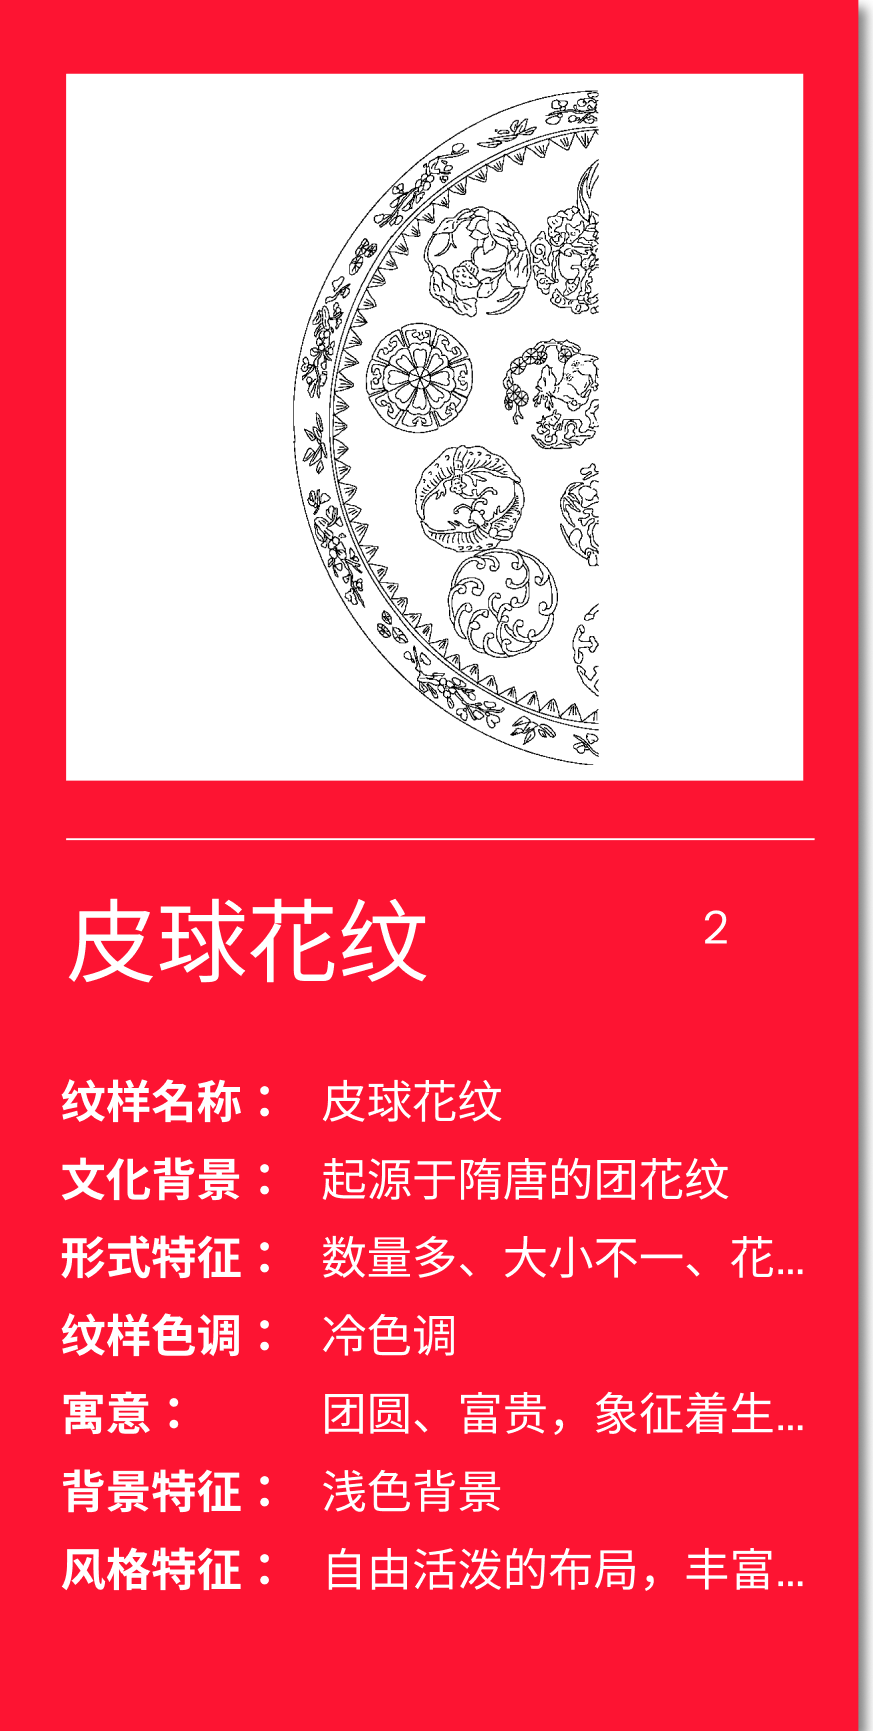 皮球花纹
2
纹样名称： 皮球花纹
文化背景： 起源于隋唐的团花纹
形式特征： 数量多、大小不一、花...
纹样色调： 冷色调
寓意： 团圆、富贵，象征着生...
背景特征： 浅色背景
风格特征： 自由活泼的布局，丰富...